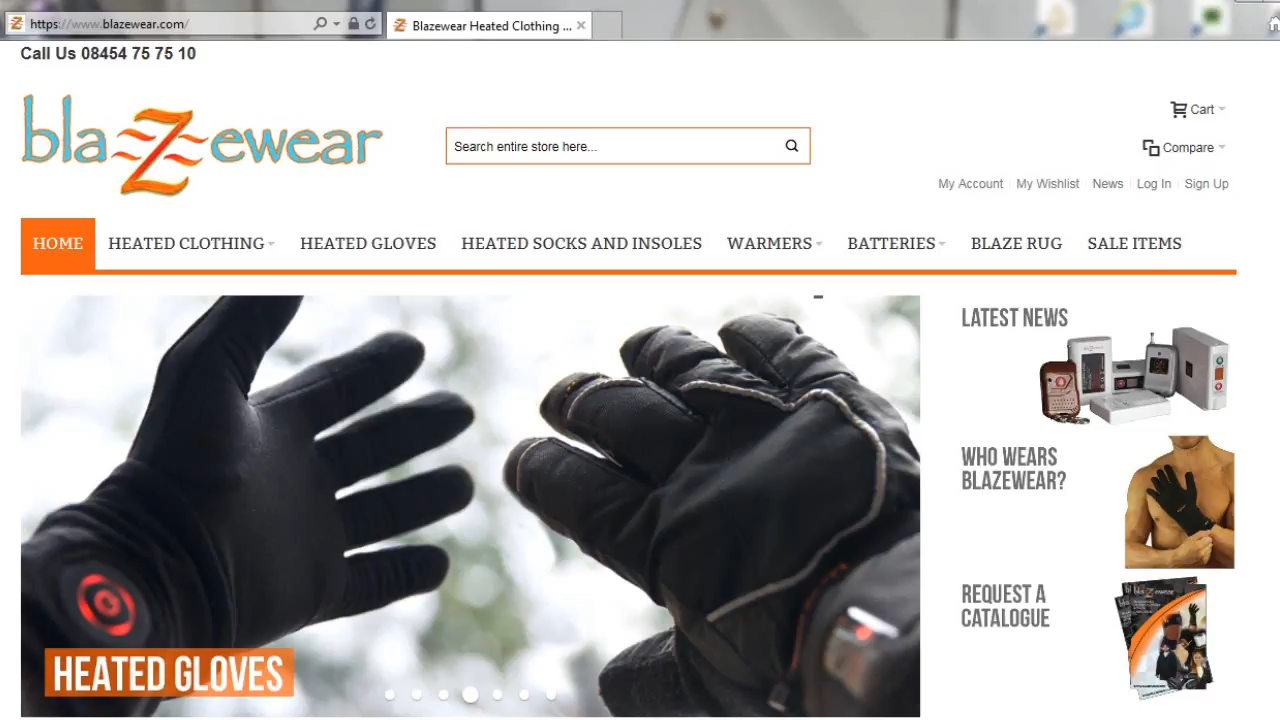 https://www.blazewear.com/
Blazewear Heated Clothing ...
Call Us 08454 75 75 10
blaZewear
Search entire store here...
Cart
Compare
My Account
My Wishlist
News
Log In
Sign Up
HOME
HEATED CLOTHING
HEATED GLOVES
HEATED SOCKS AND INSOLES
WARMERS
BATTERIES
BLAZE RUG
SALE ITEMS
LATEST NEWS
WHO WEARS
BLAZEWEAR?
REQUEST A
CATALOGUE
HEATED GLOVES